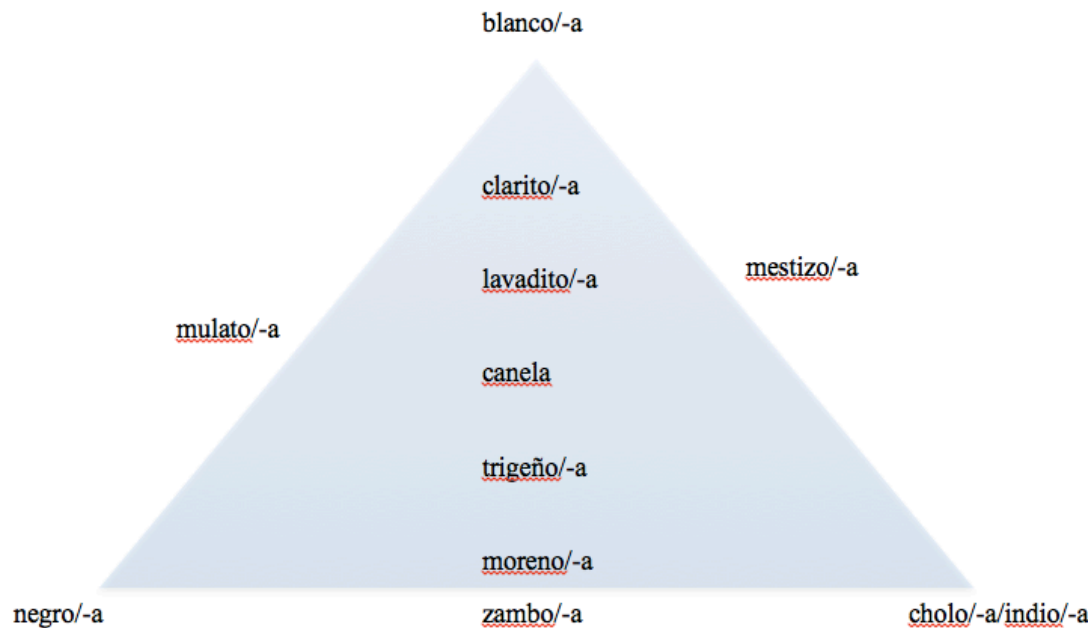 blanco/-a
clarito/-a
mestizo/-a
lavadito/-a
mulato/-a
canela
trigeño/-a
moreno/-a
negro/-a zambo/-a cholo/-a/indio/-a